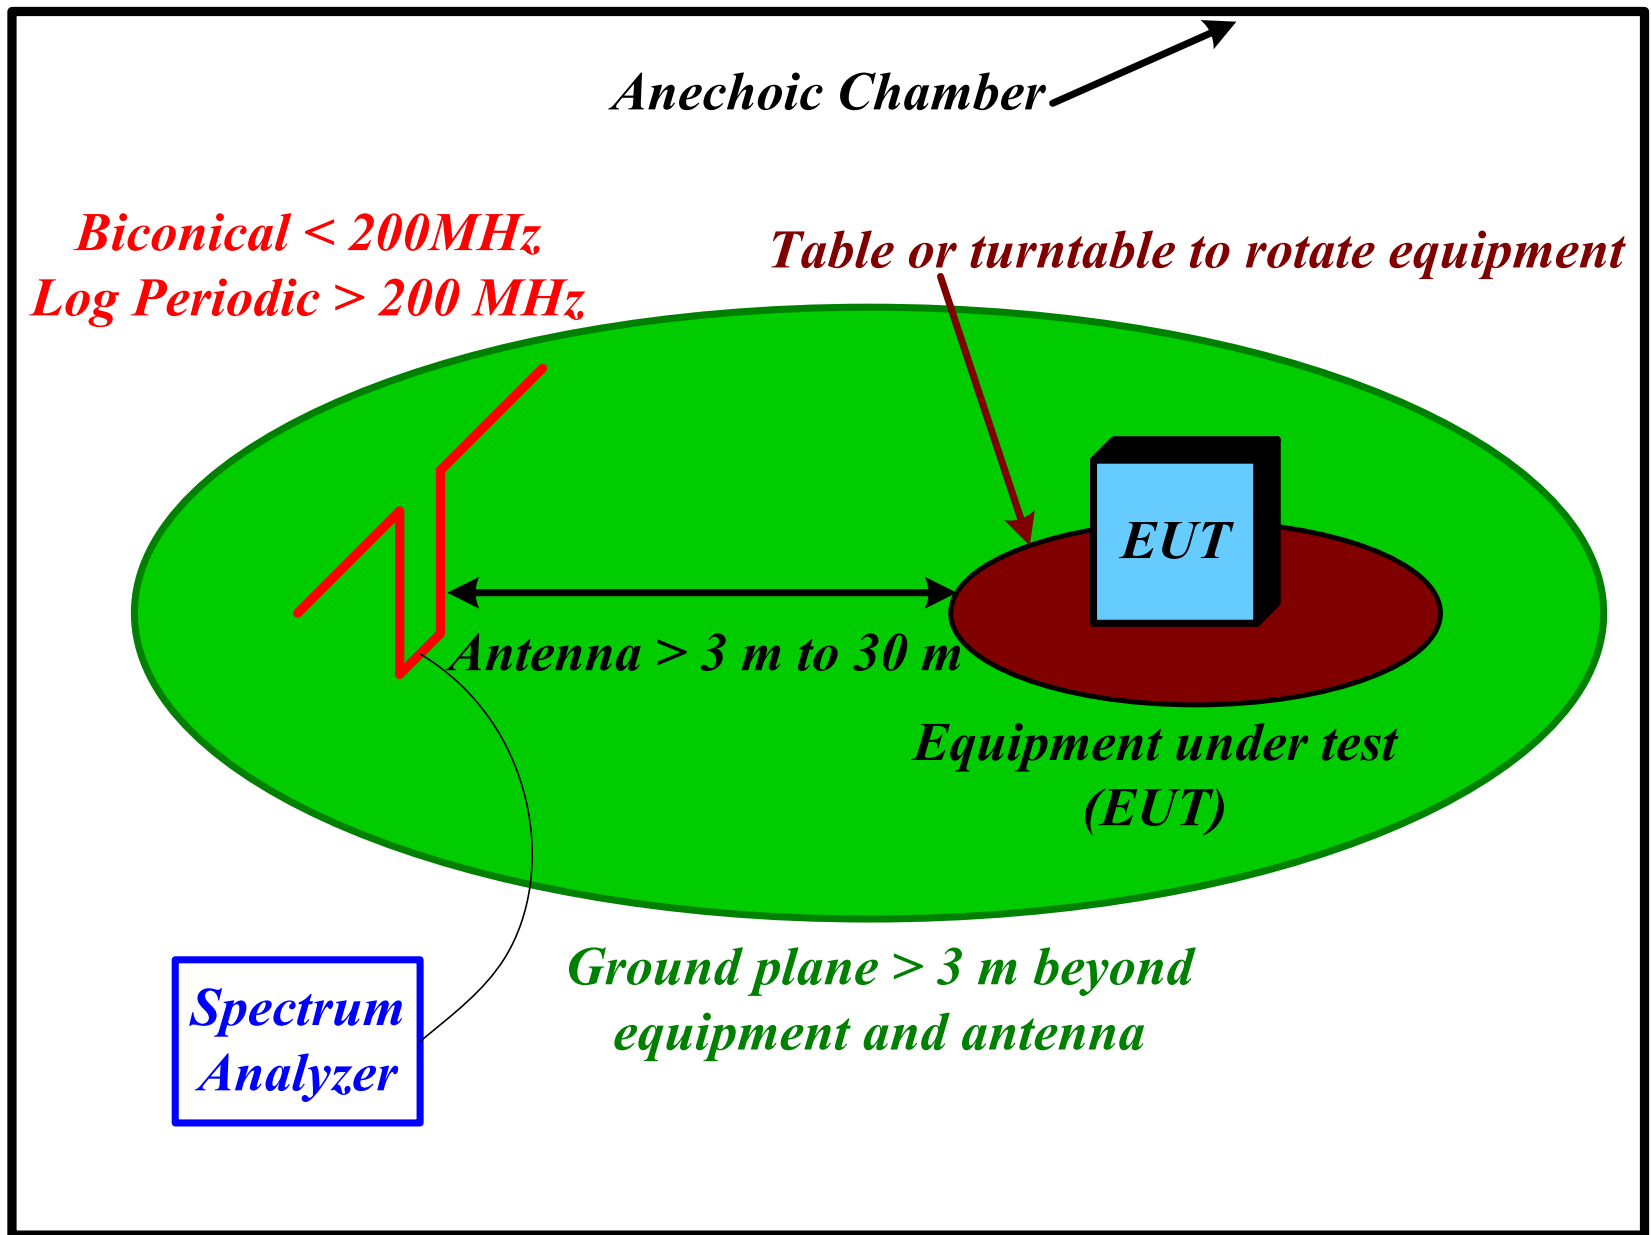 Anechoic Chamber
Biconical < 200MHz
Log Periodic > 200 MHz
Table or turntable to rotate equipment
EUT
Antenna > 3 m to 30 m
Equipment under test
(EUT)
Ground plane > 3 m beyond
equipment and antenna
Spectrum
Analyzer